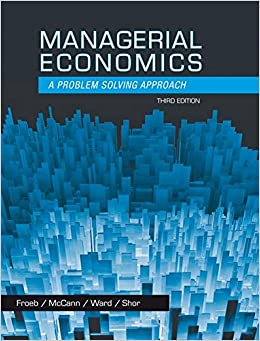 MANAGERIAL
ECONOMICS
A PROBLEM SOLVING APPROACH
THIRD EDITION
Froeb / McCann / Ward / Shor